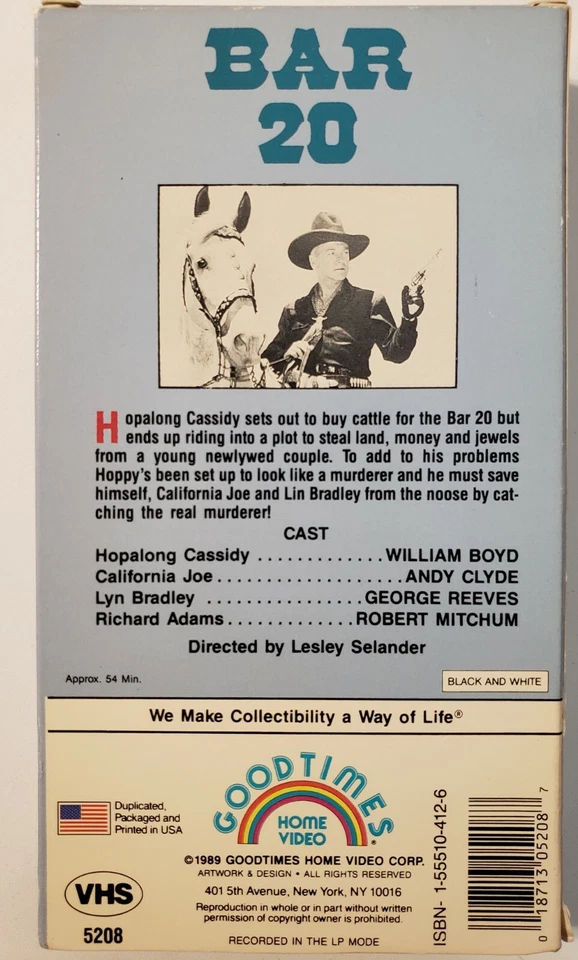 BAR
20
Hopalong Cassidy sets out to buy cattle for the Bar 20 but
ends up riding into a plot to steal land, money and jewels
from a young newlywed couple. To add to his problems
Hoppy's been set up to look like a murderer and he must save
himself, California Joe and Lin Bradley from the noose by cat-
ching the real murderer!
CAST
Hopalong Cassidy .............WILLIAM BOYD
California Joe....................ANDY CLYDE
Lyn Bradley .................GEORGE REEVES
Richard Adams.............ROBERT MITCHUM
Directed by Lesley Selander
Approx. 54 Min.
BLACK AND WHITE
We Make Collectibility a Way of Life®
Duplicated,
Packaged and
Printed in USA
GOODTIMES
HOME
VIDEO®
©1989 GOODTIMES HOME VIDEO CORP.
ARTWORK & DESIGN • ALL RIGHTS RESERVED
401 5th Avenue, New York, NY 10016
Reproduction in whole or in part without written
permission of copyright owner is prohibited.
RECORDED IN THE LP MODE
VHS
5208
ISBN- 1-55510-412-6
0 18713 05208 7